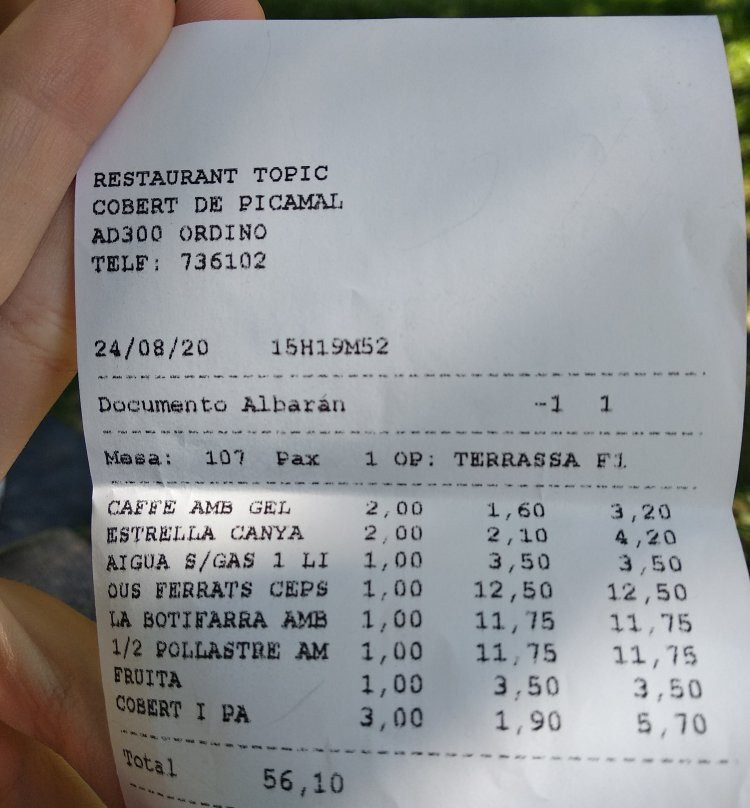 RESTAURANT TOPIC
COBERT DE PICAMAL
AD300 ORDINO
TELF: 736102
24/08/20 15H19M52
Documento Albarán -1 1
Mesa: 107 Pax 1 OP: TERRASSA F1
CAFFE AMB GEL 2,00 1,60 3,20
ESTRELLA CANYA 2,00 2,10 4,20
AIGUA S/GAS 1 LI 1,00 3,50 3,50
OUS FERRATS CEPS 1,00 12,50 12,50
LA BOTIFARRA AMB 1,00 11,75 11,75
1/2 POLLASTRE AM 1,00 11,75 11,75
FRUITA 1,00 3,50 3,50
COBERT I PA 3,00 1,90 5,70
Total 56,10